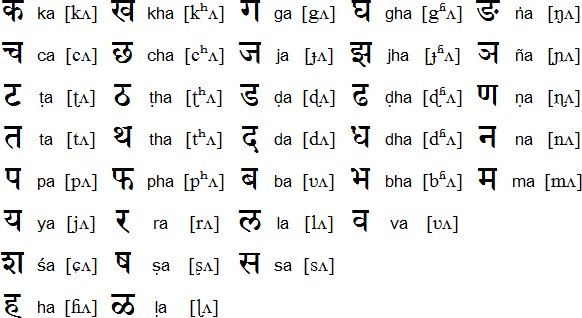 क ka [kʌ] ख kha [kʰʌ] ग ga [gʌ] घ gha [gʱʌ] ङ ṅa [ŋʌ]
च ca [cʌ] छ cha [cʰʌ] ज ja [ɟʌ] झ jha [ɟʱʌ] ञ ña [ɲʌ]
ट ṭa [ʈʌ] ठ ṭha [ʈʰʌ] ड ḍa [ɖʌ] ढ ḍha [ɖʱʌ] ण ṇa [ɳʌ]
त ta [tʌ] थ tha [tʰʌ] द da [dʌ] ध dha [dʱʌ] न na [nʌ]
प pa [pʌ] फ pha [pʰʌ] ब ba [ʋʌ] भ bha [bʱʌ] म ma [mʌ]
य ya [jʌ] र ra [rʌ] ल la [lʌ] व va [ʋʌ]
श śa [ɕʌ] ष ṣa [ʂʌ] स sa [sʌ]
ह ha [ɦʌ] ळ ḷa [ɭʌ]